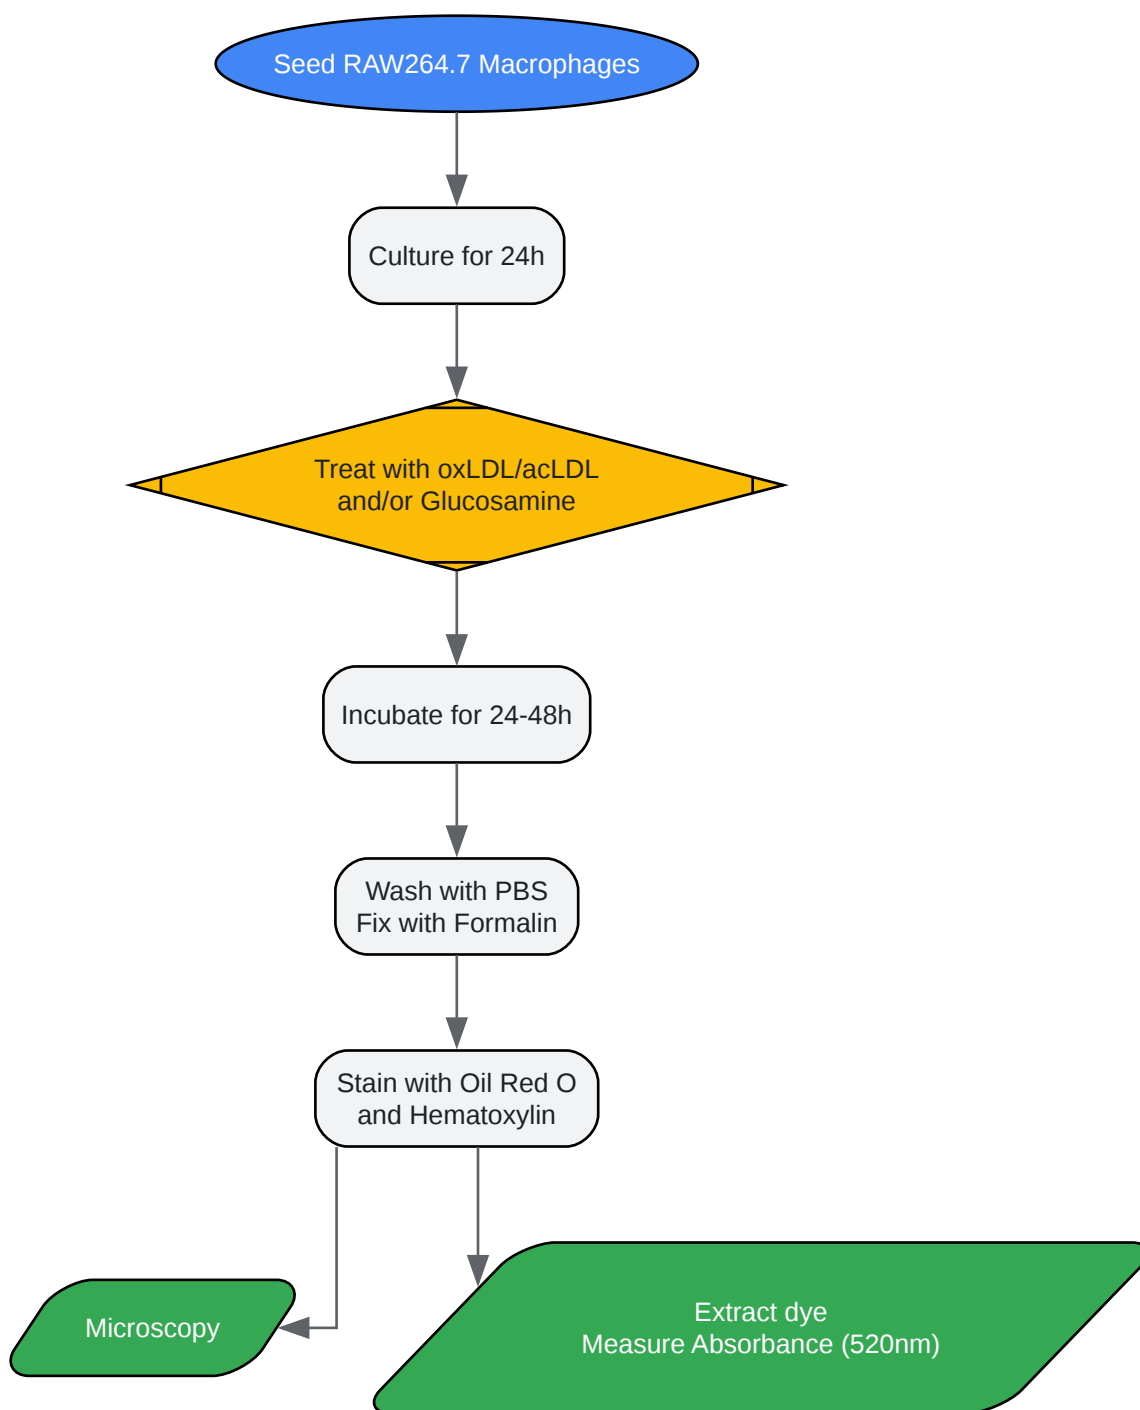 Seed RAW264.7 Macrophages
Culture for 24h
Treat with oxLDL/acLDL
and/or Glucosamine
Incubate for 24-48h
Wash with PBS
Fix with Formalin
Stain with Oil Red O
and Hematoxylin
Microscopy
Extract dye
Measure Absorbance (520nm)